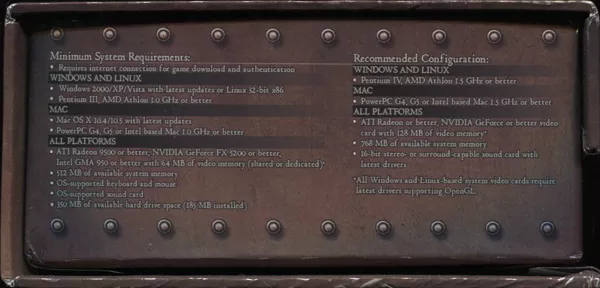 Minimum System Requirements:
• Requires internet connection for game download and authentication
WINDOWS AND LINUX
• Windows 2000/XP/Vista with latest updates or Linux 32-bit x86
• Pentium III, AMD Athlon 1.0 GHz or better
MAC
• Mac OS X 10.4/10.5 with latest updates
• PowerPC G4, G5 or Intel based Mac 1.0 GHz or better
ALL PLATFORMS
• ATI Radeon 9500 or better, NVIDIA GeForce FX 5200 or better,
Intel GMA 950 or better with 64 MB of video memory (shared or dedicated)*
• 512 MB of available system memory
• OS-supported keyboard and mouse
• OS-supported sound card
• 350 MB of available hard drive space (185 MB installed)
Recommended Configuration:
WINDOWS AND LINUX
• Pentium IV, AMD Athlon 1.5 GHz or better
MAC
• PowerPC G4, G5 or Intel based Mac 1.5 GHz or better
ALL PLATFORMS
• ATI Radeon or better, NVIDIA GeForce or better video
card with 128 MB of video memory*
• 768 MB of available system memory
• 16-bit stereo- or surround-capable sound card with
latest drivers
*All Windows and Linux-based system video cards require
latest drivers supporting OpenGL.